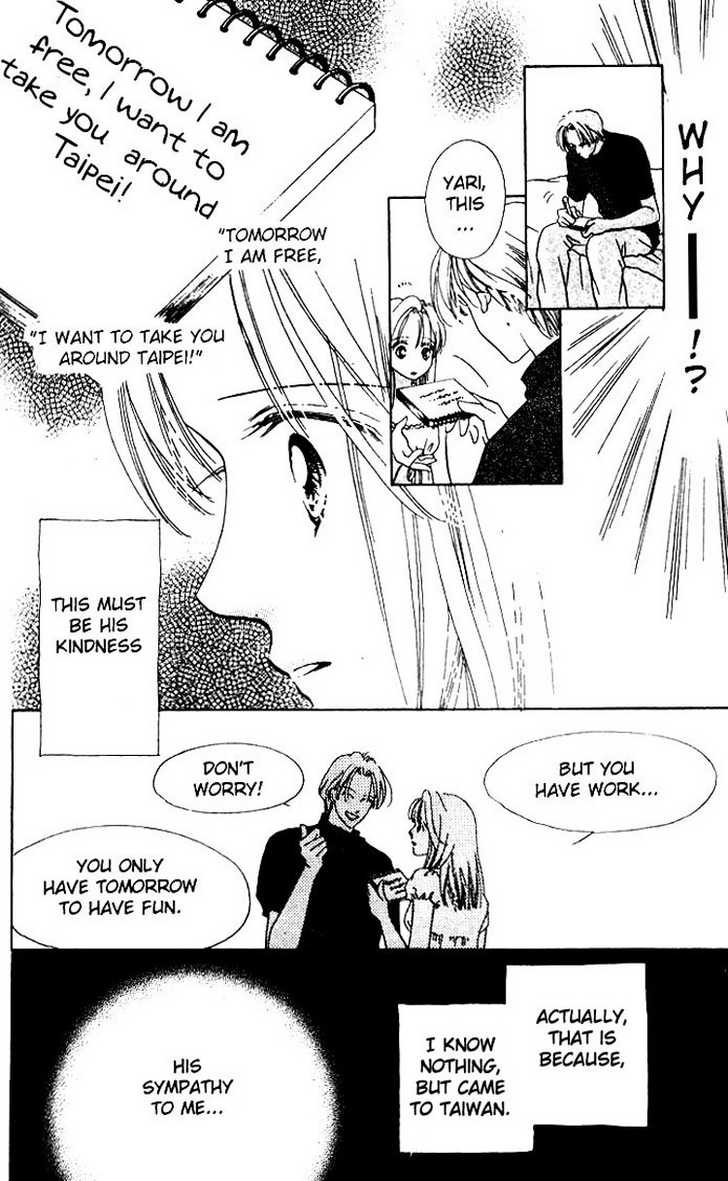 WHY—!?
YARI,
THIS
...
Tomorrow I am
free, I want to
take you around
Taipei!
"TOMORROW
I AM FREE,
"I WANT TO TAKE YOU
AROUND TAIPEI!"
THIS MUST
BE HIS
KINDNESS
BUT YOU
HAVE WORK...
DON'T
WORRY!
YOU ONLY
HAVE TOMORROW
TO HAVE FUN.
ACTUALLY,
THAT IS
BECAUSE,
I KNOW
NOTHING,
BUT CAME
TO TAIWAN.
HIS
SYMPATHY
TO ME...